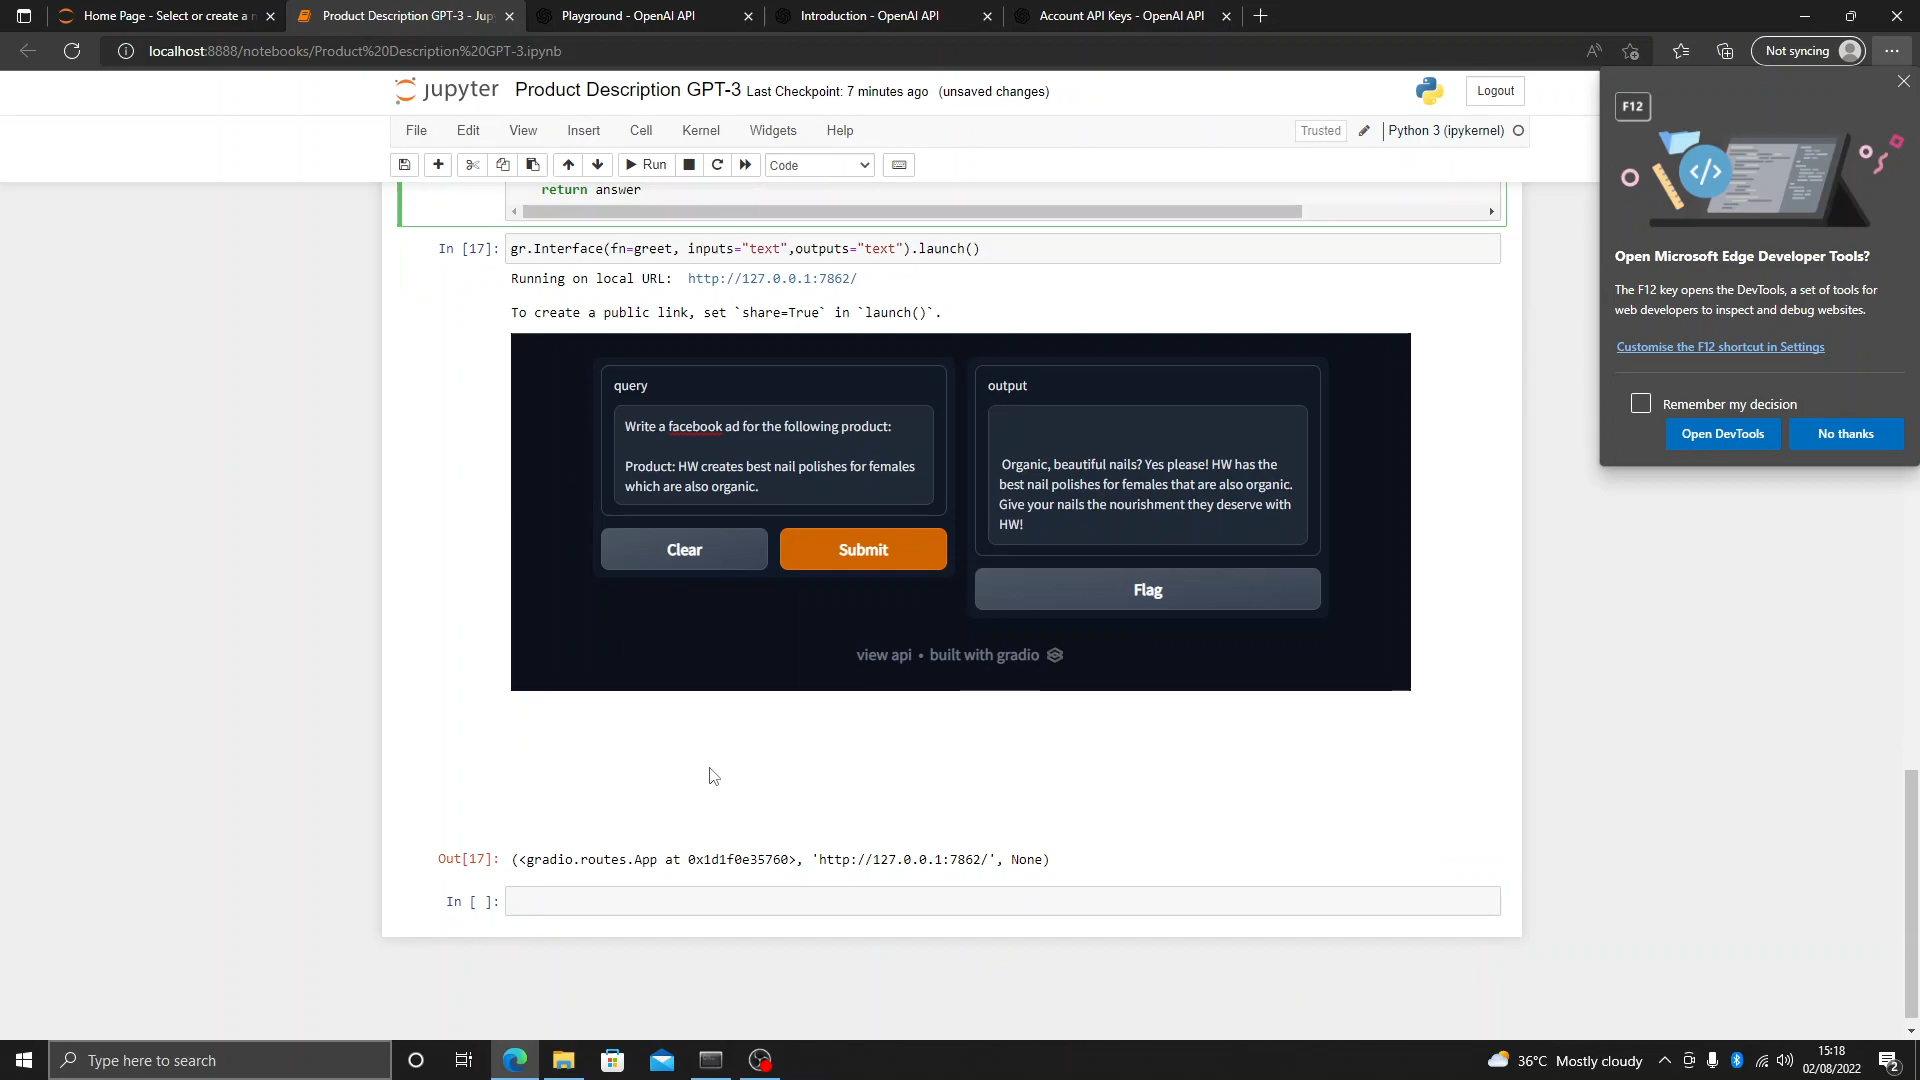 Home Page - Select or create a n
Product Description GPT-3 - Jup
Playground - OpenAI API
Introduction - OpenAI API
Account API Keys - OpenAI API
localhost:8888/notebooks/Product%20Description%20GPT-3.ipynb
Not syncing
jupyter Product Description GPT-3 Last Checkpoint: 7 minutes ago (unsaved changes)
Logout
File Edit View Insert Cell Kernel Widgets Help
Trusted
Python 3 (ipykernel)
Run
Code
return answer
In [17]: gr.Interface(fn=greet, inputs="text",outputs="text").launch()
Running on local URL: http://127.0.0.1:7862/
To create a public link, set `share=True` in `launch()`.
query
Write a facebook ad for the following product:
Product: HW creates best nail polishes for females
which are also organic.
Clear
Submit
output
Organic, beautiful nails? Yes please! HW has the
best nail polishes for females that are also organic.
Give your nails the nourishment they deserve with
HW!
Flag
view api • built with gradio
Out[17]: (<gradio.routes.App at 0x1d1f0e35760>, 'http://127.0.0.1:7862/', None)
In [ ]:
F12
</>
Open Microsoft Edge Developer Tools?
The F12 key opens the DevTools, a set of tools for
web developers to inspect and debug websites.
Customise the F12 shortcut in Settings
Remember my decision
Open DevTools
No thanks
Type here to search
36°C Mostly cloudy
15:18
02/08/2022
2